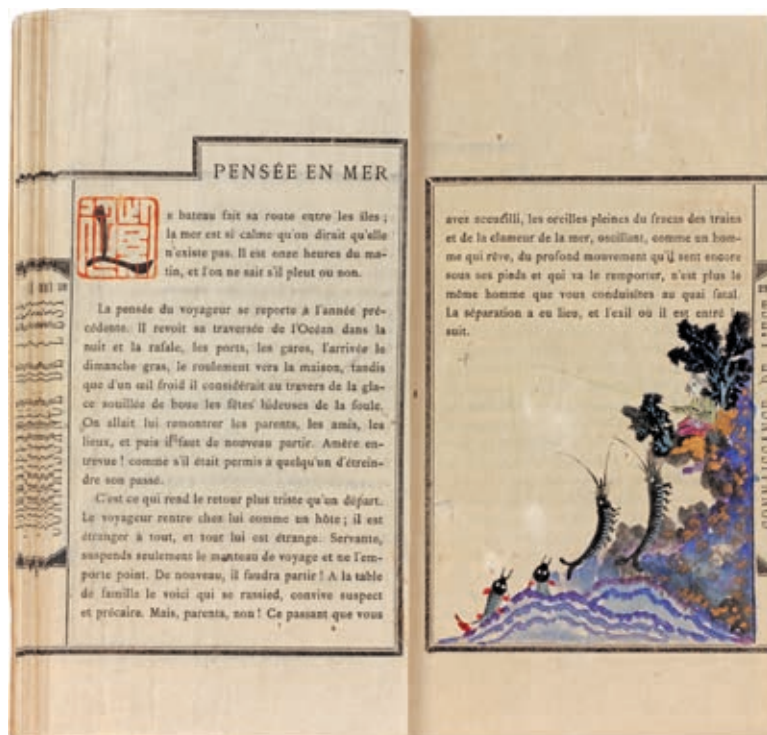 PENSÉE EN MER
Le bateau fait sa route entre les îles ;
la mer est si calme qu'on dirait qu'elle
n'existe pas. Il est onze heures du ma-
tin, et l'on ne sait s'il pleut ou non.
La pensée du voyageur se reporte à l'année pré-
cédente. Il revoit sa traversée de l'Océan dans la
nuit et la rafale, les ports, les gares, l'arrivée le
dimanche gras, le roulement vers la maison, tandis
que d'un œil froid il considérait au travers de la gla-
ce souillée de boue les fêtes hideuses de la foule.
On allait lui remontrer les parents, les amis, les
lieux, et puis il faut de nouveau partir. Amère en-
trevue ! comme s'il était permis à quelqu'un d'étrein-
dre son passé.
C'est ce qui rend le retour plus triste qu'un départ.
Le voyageur rentre chez lui comme un hôte ; il est
étranger à tout, et tout lui est étrange. Servante,
suspends seulement le manteau de voyage et ne l'em-
porte point. De nouveau, il faudra partir ! A la table
de famille le voici qui se rassied, convive suspect
et précaire. Mais, parents, non ! Ce passant que vous
avez accueilli, les oreilles pleines du fracas des trains
et de la clameur de la mer, oscillant, comme un hom-
me qui rêve, du profond mouvement qu'il sent encore
sous ses pieds et qui va le remporter, n'est plus le
même homme que vous conduisîtes au quai fatal.
La séparation a eu lieu, et l'exil où il est entré le
suit.
CONNAISSANCE DE L'EST